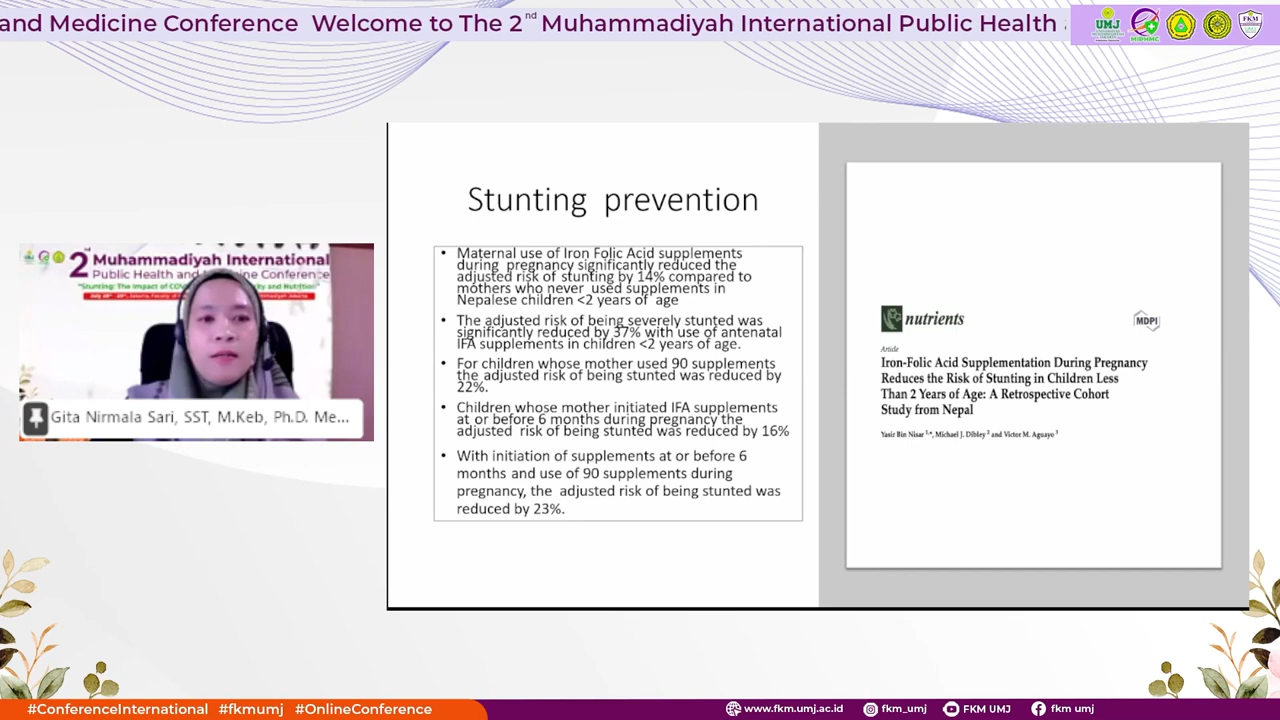 and Medicine Conference Welcome to The 2nd Muhammadiyah International Public Health
UMJ
MIPHMC
FKM
Stunting prevention
• Maternal use of Iron Folic Acid supplements
during pregnancy significantly reduced the
adjusted risk of stunting by 14% compared to
mothers who never used supplements in
Nepalese children <2 years of age
• The adjusted risk of being severely stunted was
significantly reduced by 37% with use of antenatal
IFA supplements in children <2 years of age.
• For children whose mother used 90 supplements
the adjusted risk of being stunted was reduced by
22%.
• Children whose mother initiated IFA supplements
at or before 6 months during pregnancy the
adjusted risk of being stunted was reduced by 16%
• With initiation of supplements at or before 6
months and use of 90 supplements during
pregnancy, the adjusted risk of being stunted was
reduced by 23%.
nutrients
MDPI
Article
Iron-Folic Acid Supplementation During Pregnancy
Reduces the Risk of Stunting in Children Less
Than 2 Years of Age: A Retrospective Cohort
Study from Nepal
Yasir Bin Nisar 1,*, Michael J. Dibley 2 and Victor M. Aguayo 3
2nd Muhammadiyah International
Public Health and Medicine Conference
"Stunting: The Impact of
and Nutrition"
Gita Nirmala Sari, SST, M.Keb, Ph.D. Me...
#ConferenceInternational #fkmumj #OnlineConference
www.fkm.umj.ac.id
fkm_umj
FKM UMJ
fkm umj